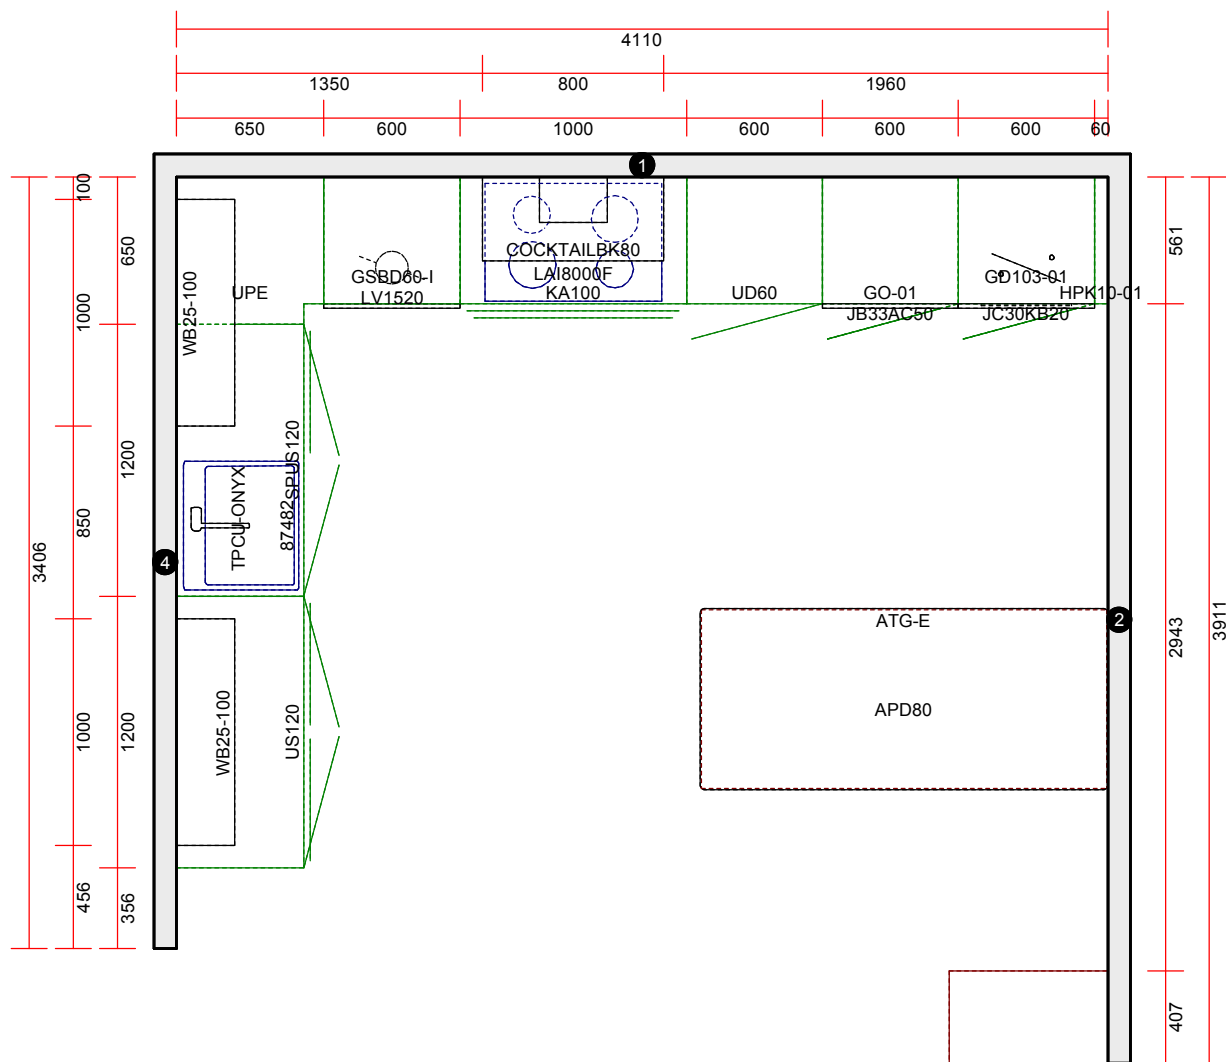 4110
1350
800
1960
650
600
1000
600
600
600
60
1
100
650
561
COCKTAILBK80
GSBD60-I
LAI8000F
GD103-01
LV1520
KA100
UPE
UD60
GO-01
HPK10-01
JB33AC50
JC30KB20
WB25-100
1000
1200
SPUS120
TPCU-ONYX
87482
850
3406
4
2
ATG-E
2943
3911
APD80
WB25-100
US120
1000
1200
456
356
407